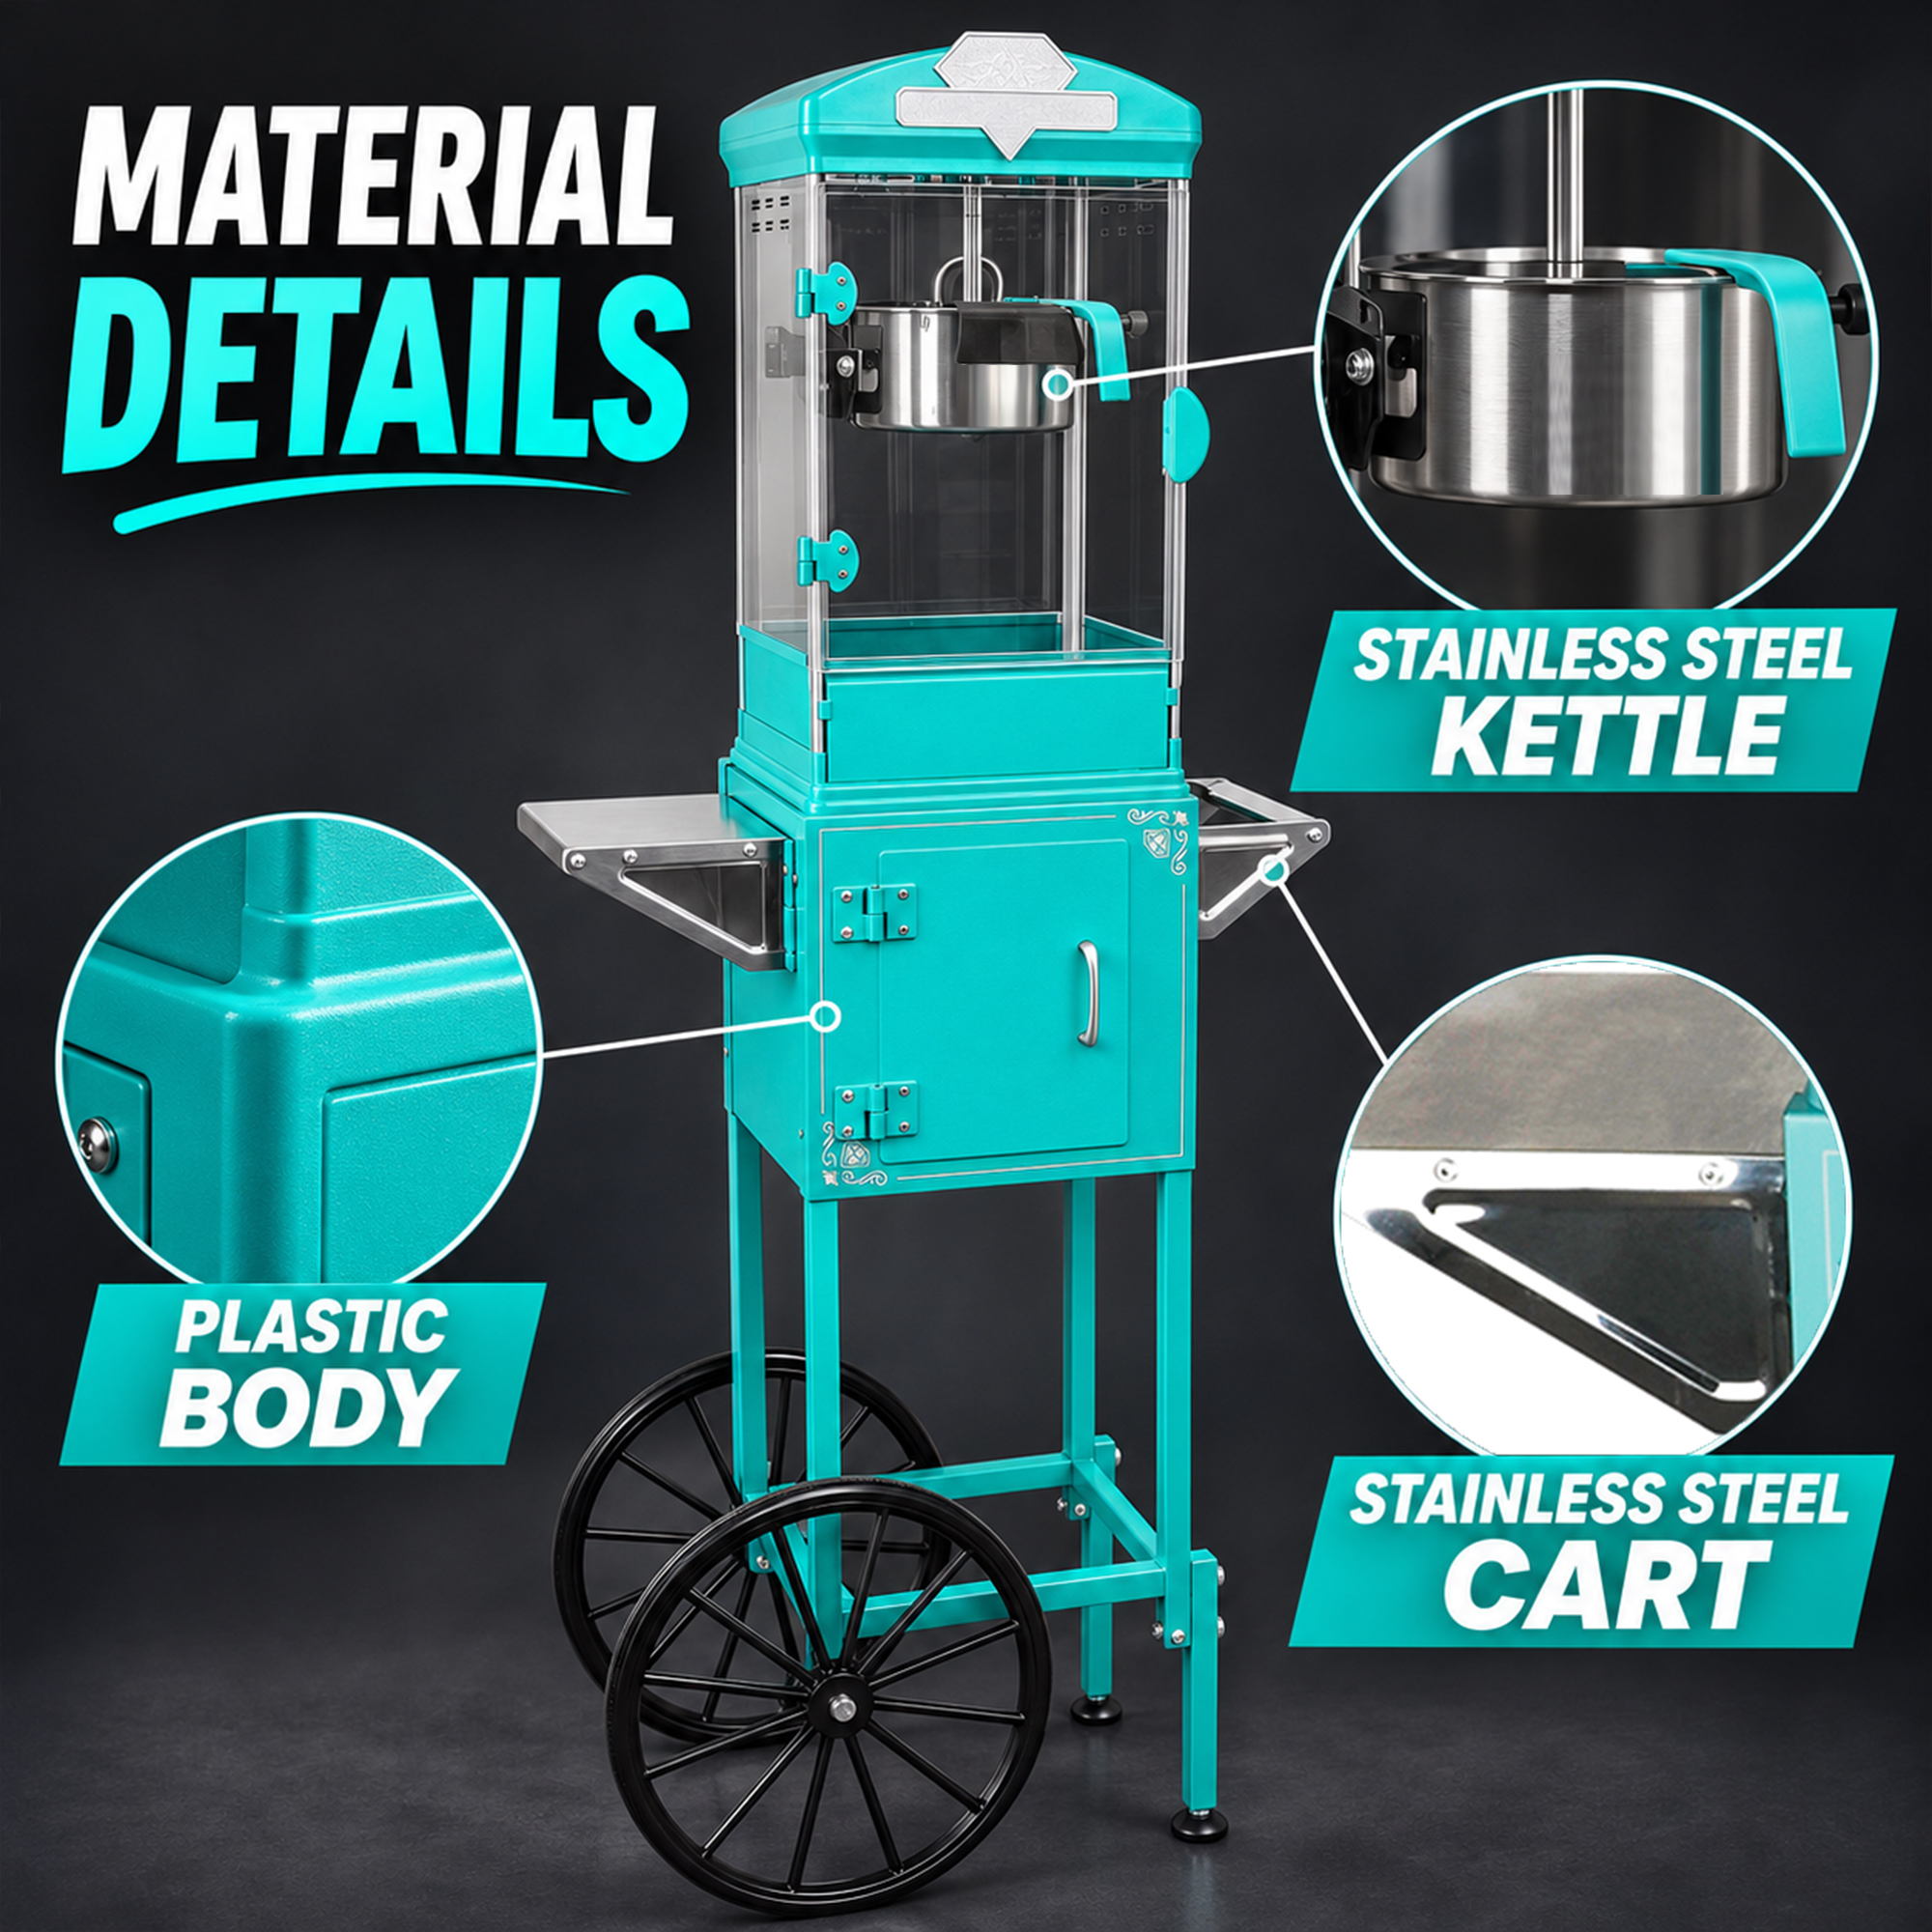 MATERIAL
DETAILS
STAINLESS STEEL
KETTLE
PLASTIC
BODY
STAINLESS STEEL
CART